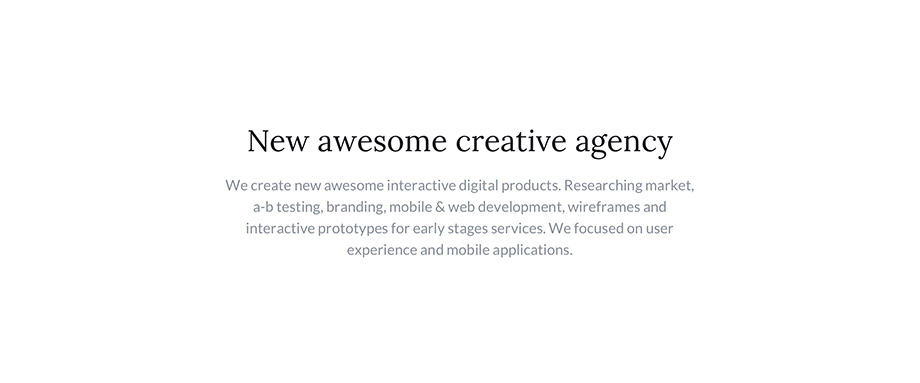 New awesome creative agency
We create new awesome interactive digital products. Researching market,
a-b testing, branding, mobile & web development, wireframes and
interactive prototypes for early stages services. We focused on user
experience and mobile applications.